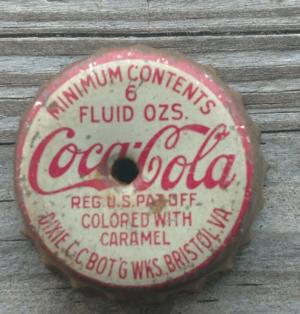 MINIMUM CONTENTS
6
FLUID OZS.
Coca-Cola
REG. U.S. PAT. OFF.
COLORED WITH
CARAMEL
DIXIE C.C. BOT'G WKS. BRISTOL. VA.